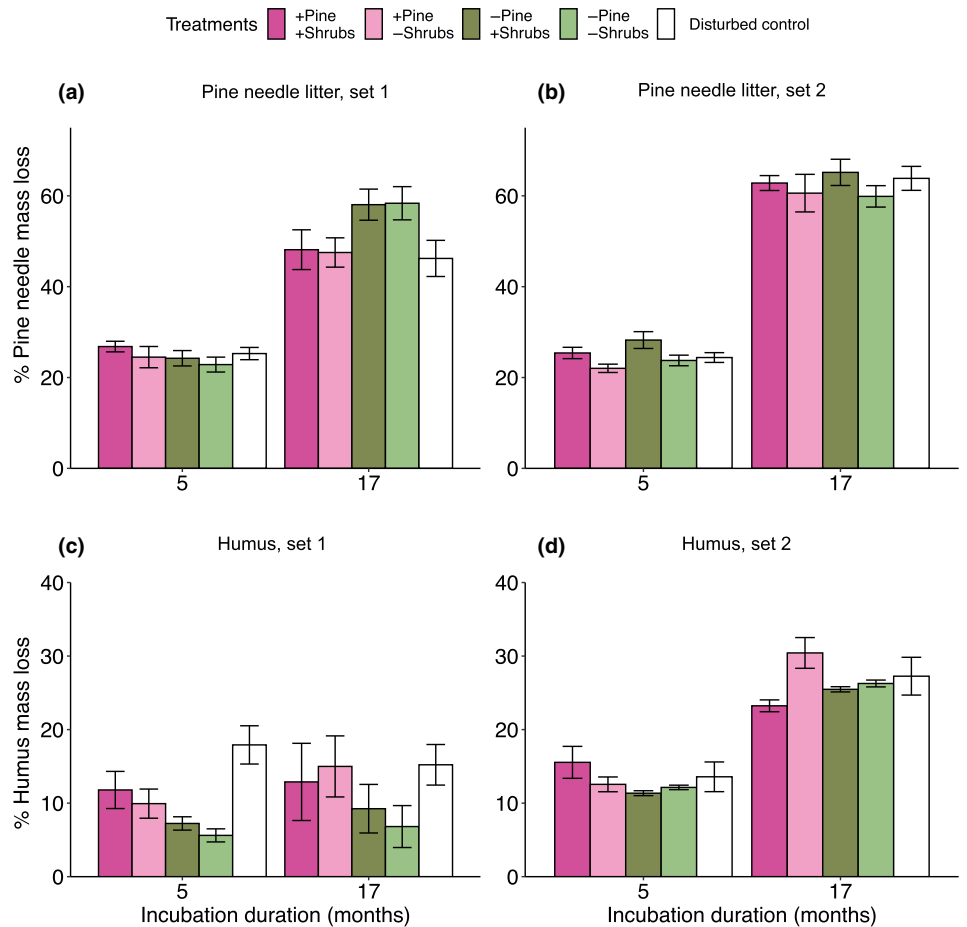 Treatments
+Pine +Pine –Pine –Pine
+Shrubs –Shrubs +Shrubs –Shrubs
Disturbed control
(a) Pine needle litter, set 1
(b) Pine needle litter, set 2
% Pine needle mass loss
60
40
20
0
5 17
60
40
20
0
5 17
(c) Humus, set 1
(d) Humus, set 2
% Humus mass loss
40
30
20
10
0
5 17
Incubation duration (months)
40
30
20
10
0
5 17
Incubation duration (months)